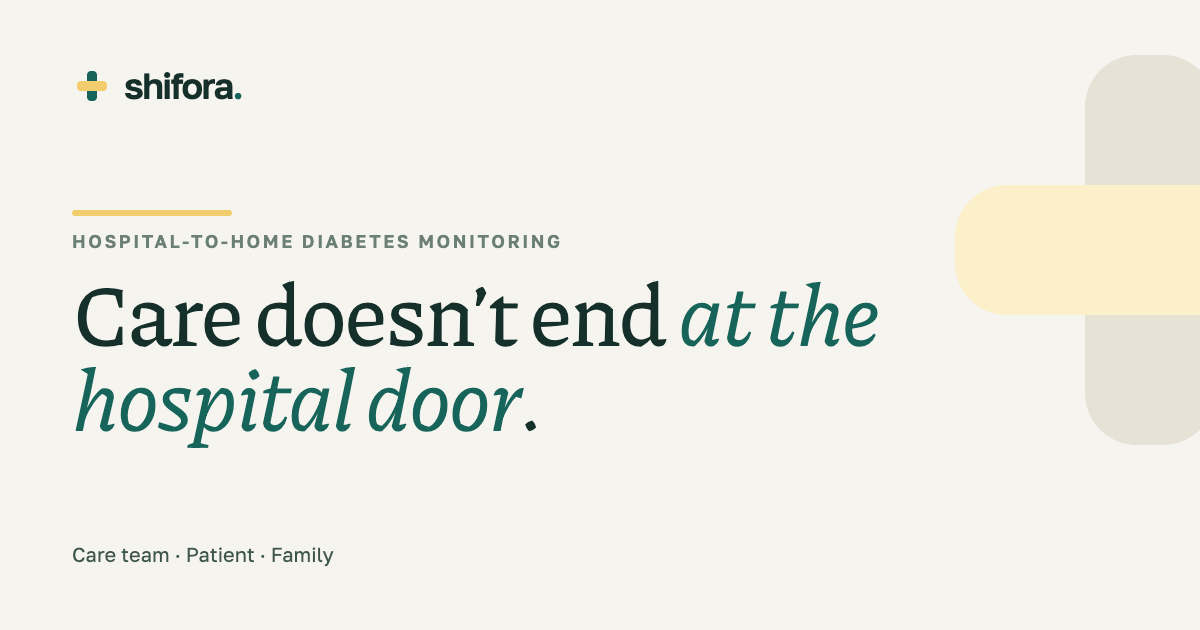 shifora.
HOSPITAL-TO-HOME DIABETES MONITORING
Care doesn’t end at the
hospital door.
Care team · Patient · Family